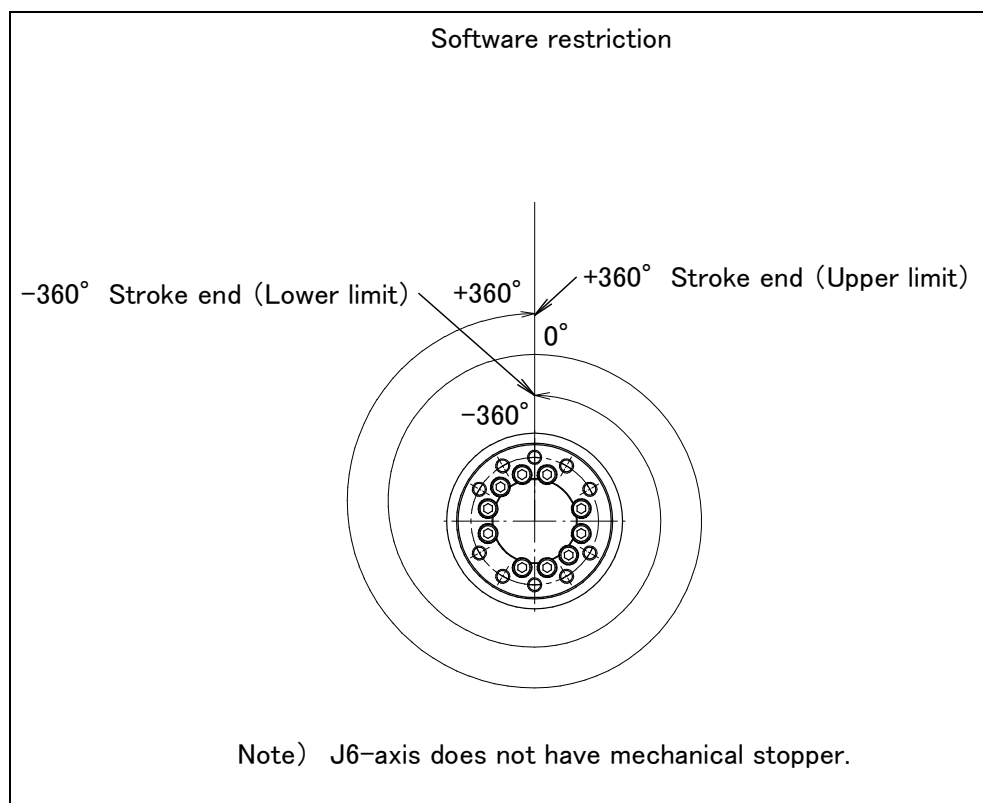 Software restriction
-360° Stroke end (Lower limit)
+360°
+360° Stroke end (Upper limit)
0°
-360°
Note) J6-axis does not have mechanical stopper.